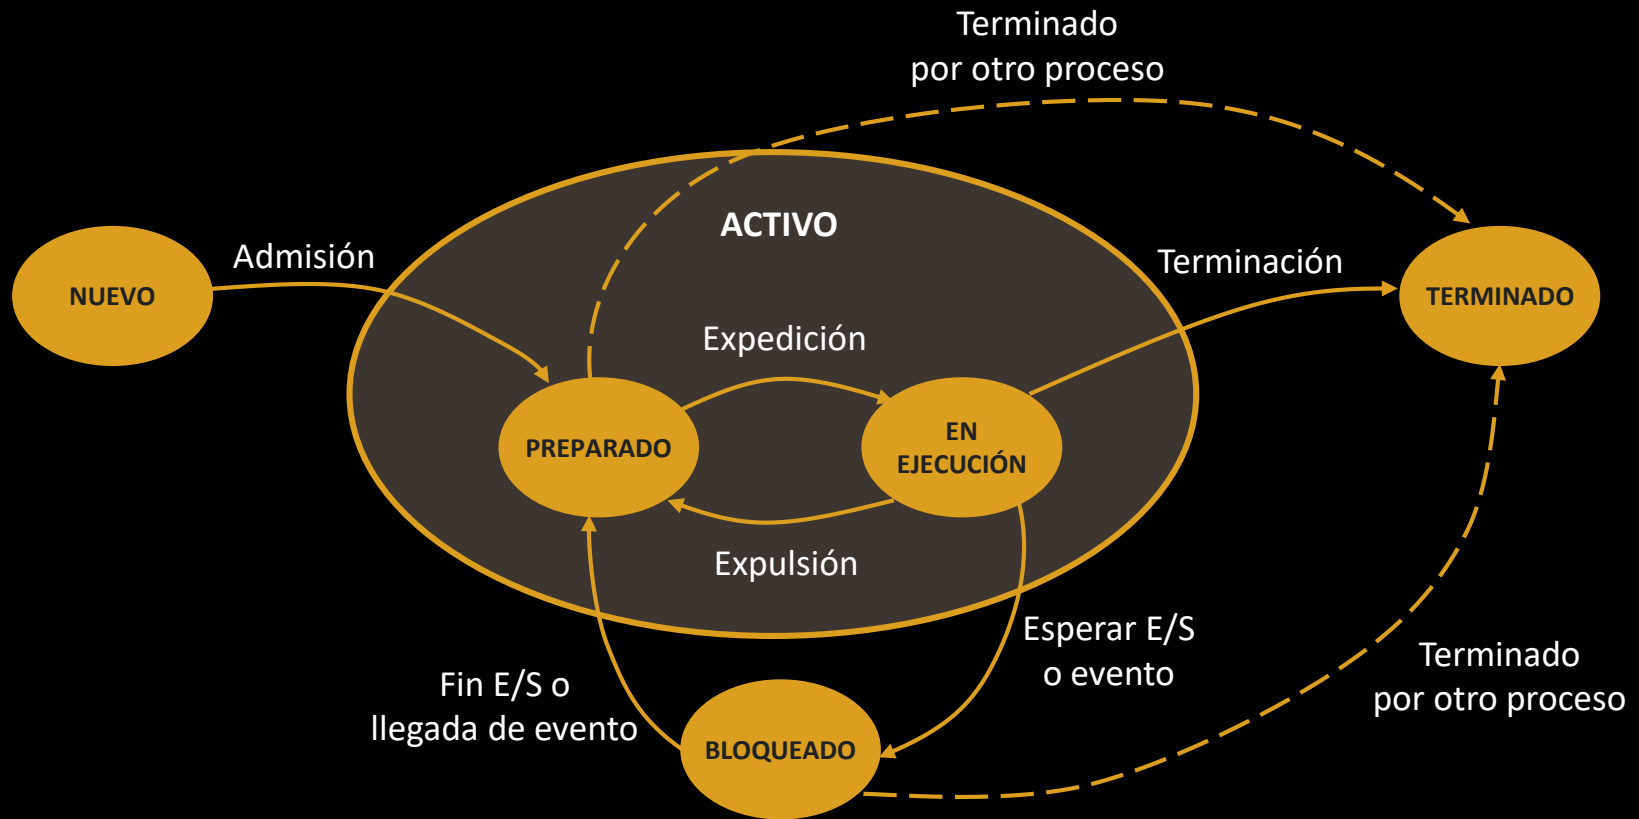 Terminado
por otro proceso
ACTIVO
Admisión
NUEVO
Terminación
TERMINADO
Expedición
PREPARADO
EN
EJECUCIÓN
Expulsión
Esperar E/S
o evento
Fin E/S o
llegada de evento
BLOQUEADO
Terminado
por otro proceso